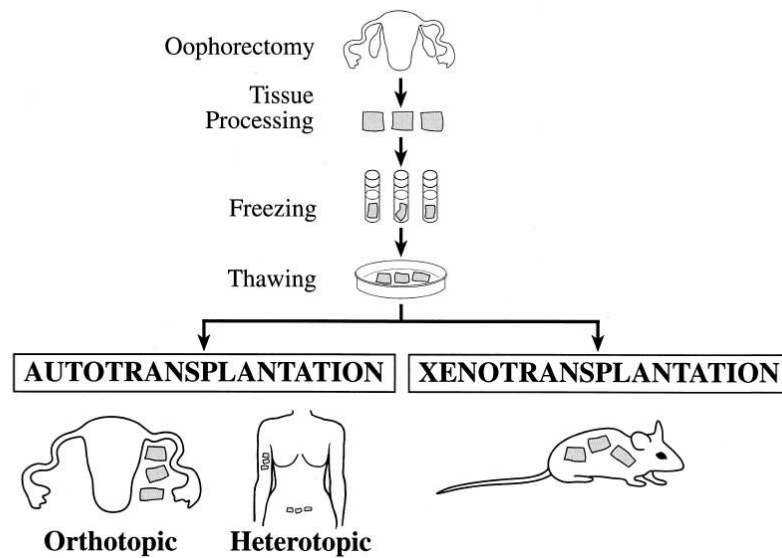 Oophorectomy
Tissue
Processing
Freezing
Thawing
AUTOTRANSPLANTATION
XENOTRANSPLANTATION
Orthotopic
Heterotopic